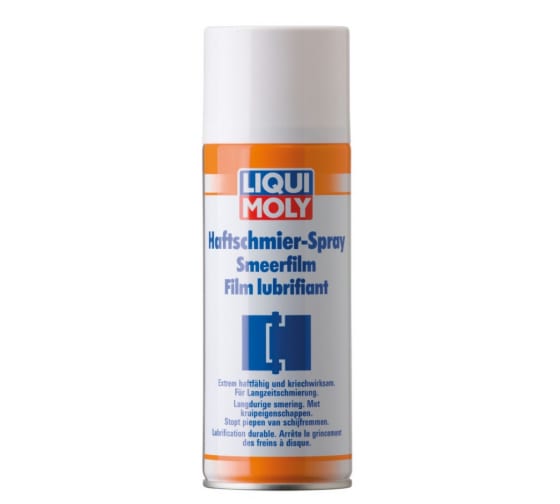 LIQUI
MOLY
Haftschmier-Spray
Smeerfilm
Film lubrifiant
Extrem haftfähig und kriechwirksam.
Für Langzeitschmierung.
Langdurige smering. Met
kruipeigenschappen.
Stopt piepen van schijfremmen.
Lubrification durable. Arrête le grincement
des freins à disque.